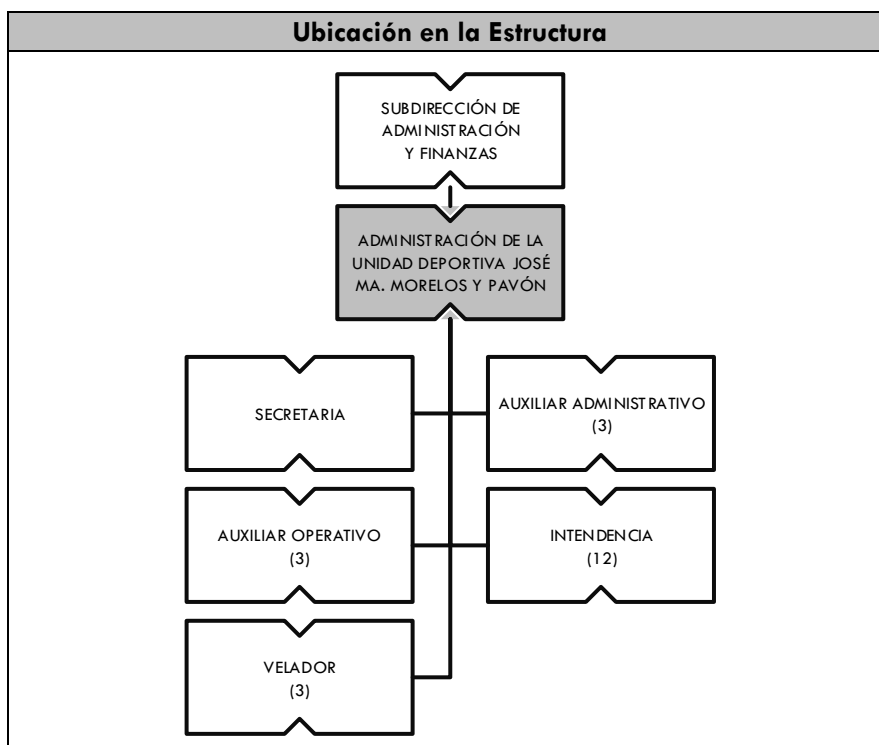 Ubicación en la Estructura
SUBDIRECCIÓN DE
ADMINISTRACIÓN
Y FINANZAS
ADMINISTRACIÓN DE LA
UNIDAD DEPORTIVA JOSÉ
MA. MORELOS Y PAVÓN
SECRETARIA
AUXILIAR ADMINISTRATIVO
(3)
AUXILIAR OPERATIVO
(3)
INTENDENCIA
(12)
VELADOR
(3)